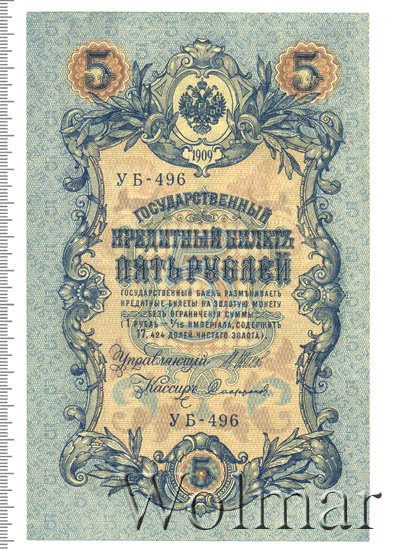 5 5
1909
УБ-496
ГОСУДАРСТВЕННЫЙ
КРЕДИТНЫЙ БИЛЕТЪ
ПЯТЬ РУБЛЕЙ
ГОСУДАРСТВЕННЫЙ БАНКЪ РАЗМѢНИВАЕТЪ
КРЕДИТНЫЕ БИЛЕТЫ НА ЗОЛОТУЮ МОНЕТУ
БЕЗЪ ОГРАНИЧЕНІЯ СУММЫ
(1 РУБЛЬ = 1/15 ИМПЕРІАЛА, СОДЕРЖИТЪ
17,424 ДОЛЕЙ ЧИСТАГО ЗОЛОТА).
Управляющій
Кассиръ
УБ-496
5
Wolmar